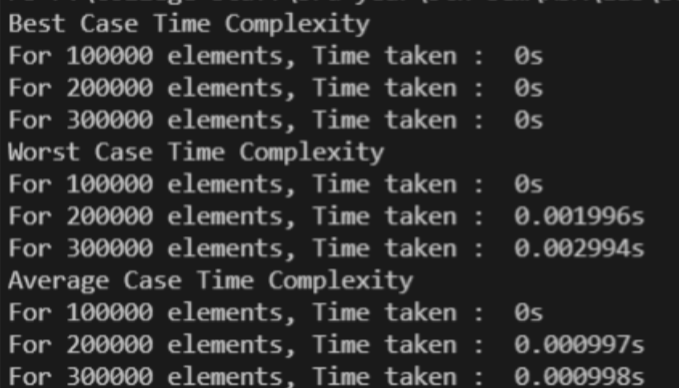 Best Case Time Complexity
For 100000 elements, Time taken :  0s
For 200000 elements, Time taken :  0s
For 300000 elements, Time taken :  0s
Worst Case Time Complexity
For 100000 elements, Time taken :  0s
For 200000 elements, Time taken :  0.001996s
For 300000 elements, Time taken :  0.002994s
Average Case Time Complexity
For 100000 elements, Time taken :  0s
For 200000 elements, Time taken :  0.000997s
For 300000 elements, Time taken :  0.000998s